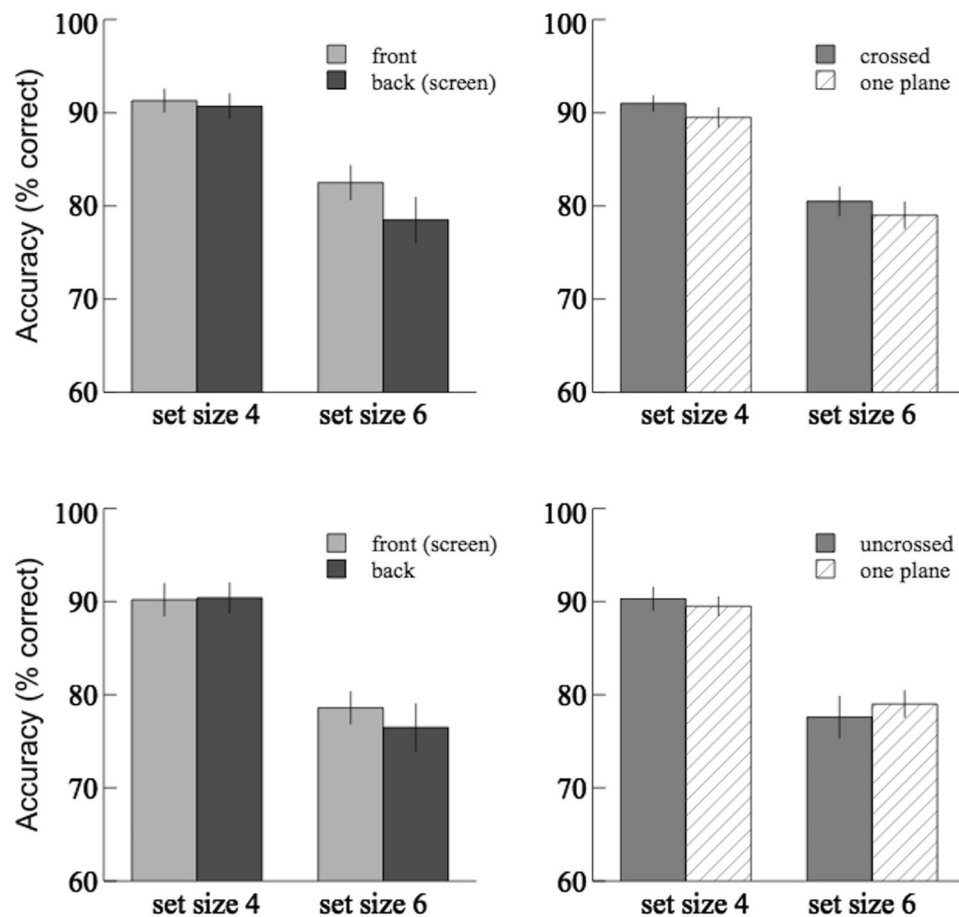 100
90
80
70
60
Accuracy (% correct)
front
back (screen)
set size 4 set size 6
100
90
80
70
60
crossed
one plane
set size 4 set size 6
100
90
80
70
60
Accuracy (% correct)
front (screen)
back
set size 4 set size 6
100
90
80
70
60
uncrossed
one plane
set size 4 set size 6